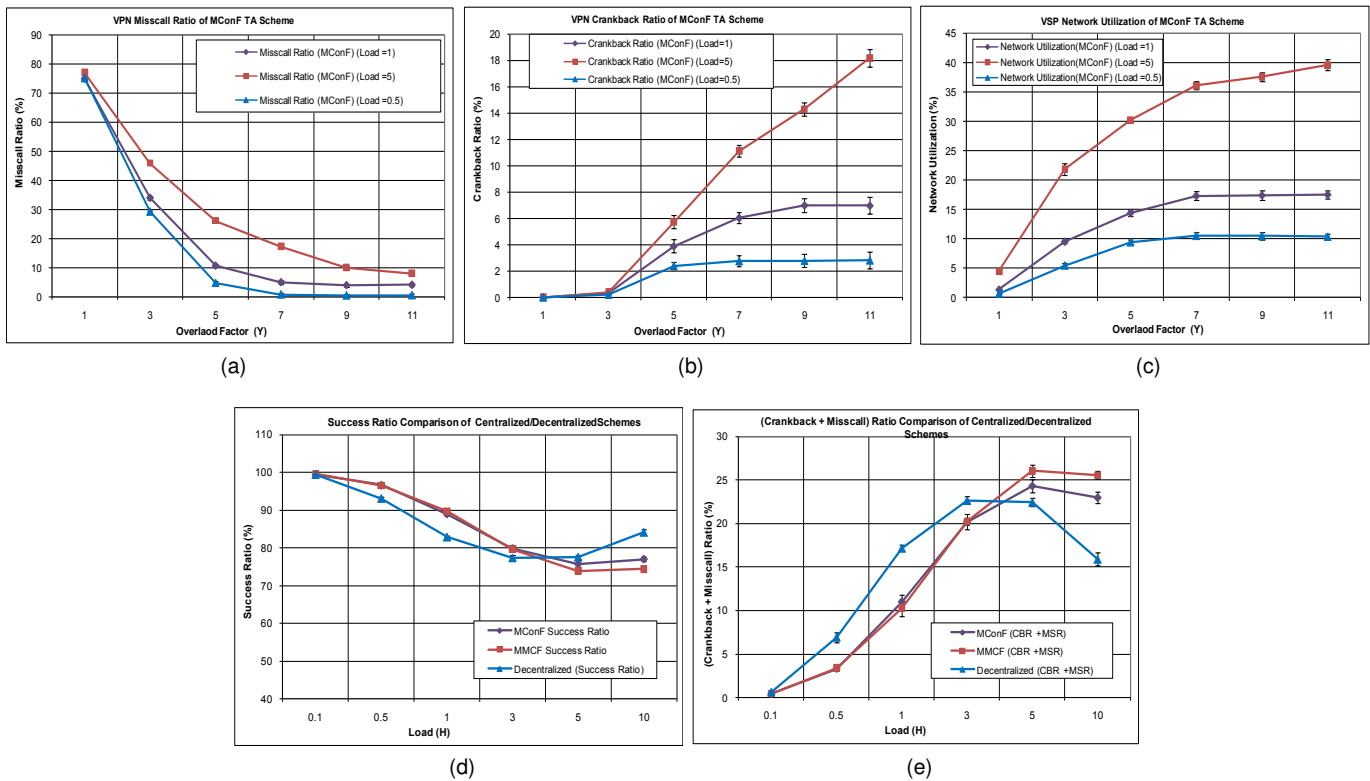 VPN Misscall Ratio of MConF TA Scheme
Misscall Ratio (%)
90
80
70
60
50
40
30
20
10
0
Misscall Ratio (MConF) (Load =1)
Misscall Ratio (MConF) (Load =5)
Misscall Ratio (MConF) (Load =0.5)
1 3 5 7 9 11
Overlaod Factor (Y)
(a)
VPN Crankback Ratio of MConF TA Scheme
Crankback Ratio (%)
20
18
16
14
12
10
8
6
4
2
0
Crankback Ratio (MConF) (Load=1)
Crankback Ratio (MConF) (Load=5)
Crankback Ratio (MConF) (Load=0.5)
1 3 5 7 9 11
Overlaod Factor (Y)
(b)
VSP Network Utilization of MConF TA Scheme
Network Utilization (%)
45
40
35
30
25
20
15
10
5
0
Network Utilization(MConF) (Load =1)
Network Utilization(MConF) (Load =5)
Network Utilization(MConF) (Load=0.5)
1 3 5 7 9 11
Overlaod Factor (Y)
(c)
Success Ratio Comparison of Centralized/DecentralizedSchemes
Success Ratio (%)
110
100
90
80
70
60
50
40
MConF Success Ratio
MMCF Success Ratio
Decentralized (Success Ratio)
0.1 0.5 1 3 5 10
Load (H)
(d)
(Crankback + Misscall) Ratio Comparison of Centralized/Decentralized
Schemes
(Crankback + Misscall) Ratio (%)
30
25
20
15
10
5
0
MConF (CBR +MSR)
MMCF (CBR +MSR)
Decentralized (CBR +MSR)
0.1 0.5 1 3 5 10
Load (H)
(e)